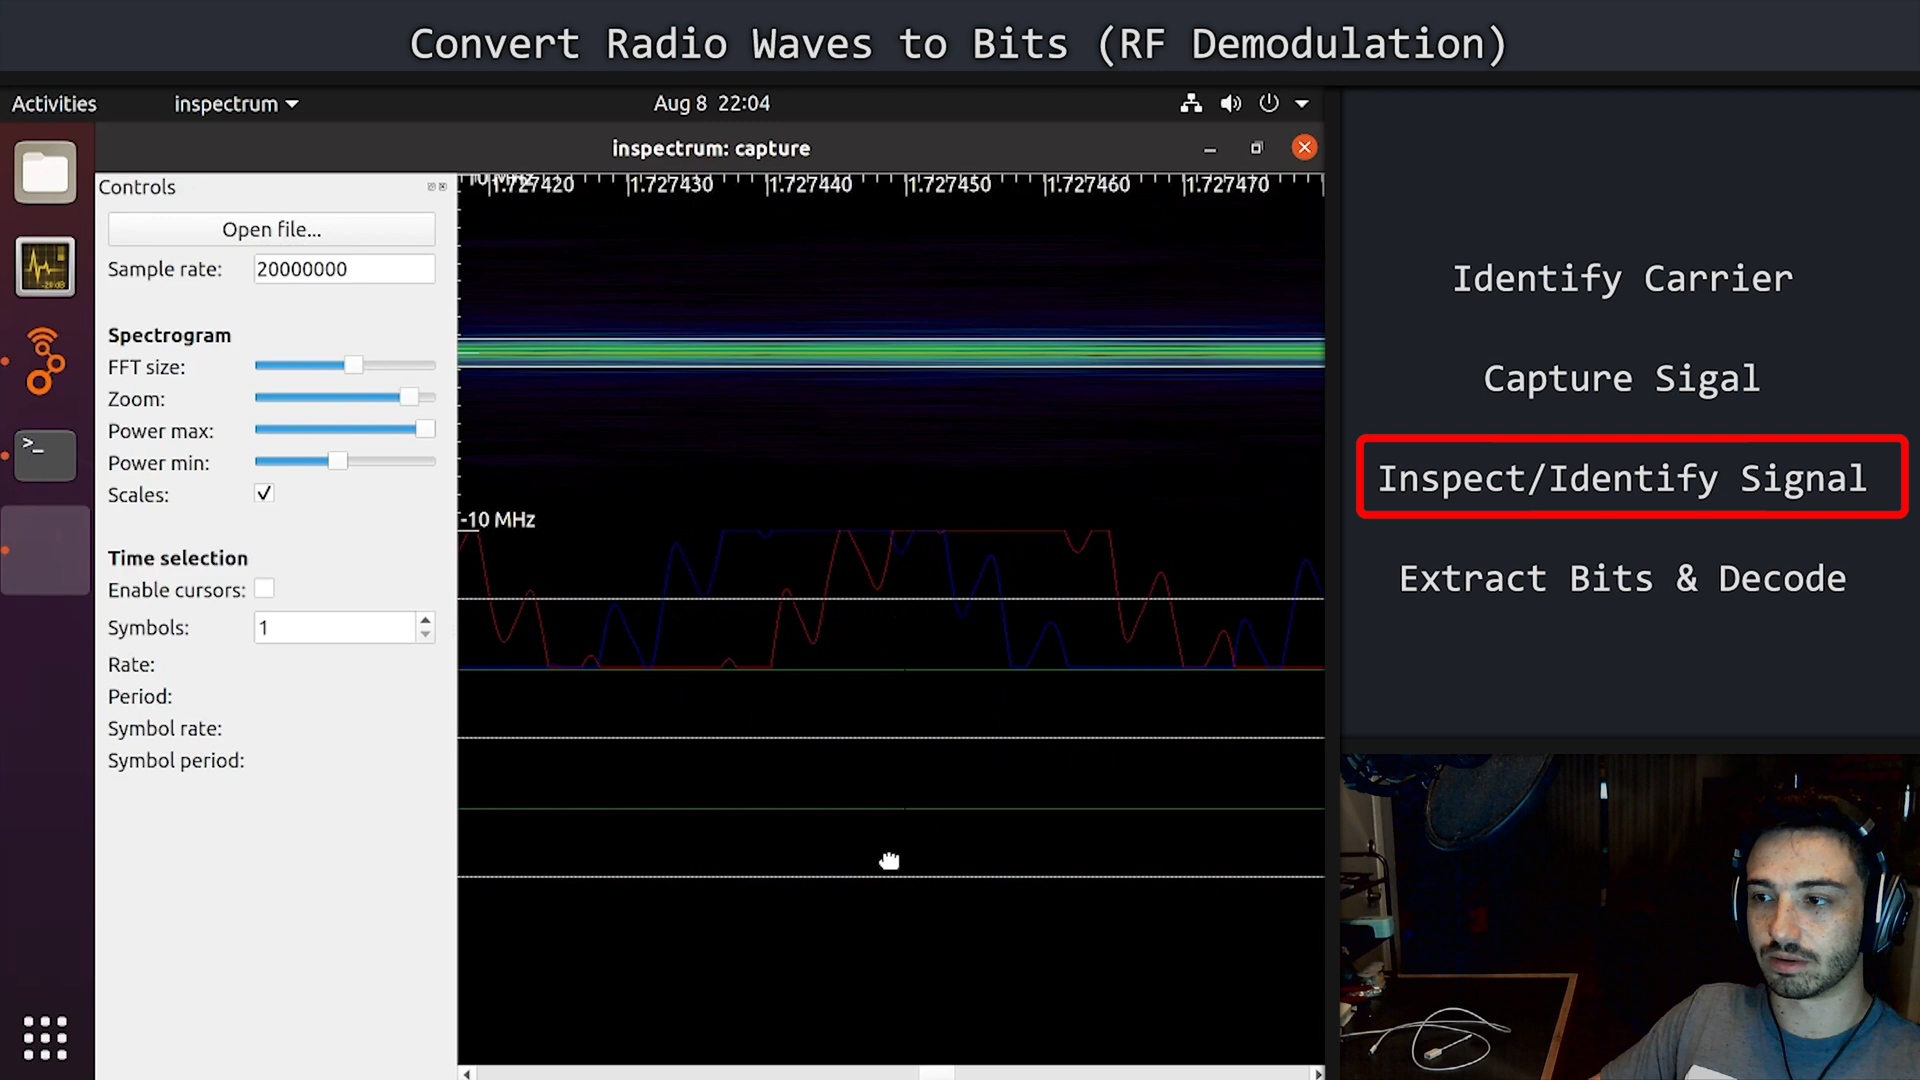 Convert Radio Waves to Bits (RF Demodulation)
Activities
inspectrum
Aug 8 22:04
inspectrum: capture
Controls
Open file...
Sample rate:
20000000
Spectrogram
FFT size:
Zoom:
Power max:
Power min:
Scales:
Time selection
Enable cursors:
Symbols:
1
Rate:
Period:
Symbol rate:
Symbol period:
1.727420
1.727430
1.727440
1.727450
1.727460
1.727470
-10 MHz
Identify Carrier
Capture Sigal
Inspect/Identify Signal
Extract Bits & Decode